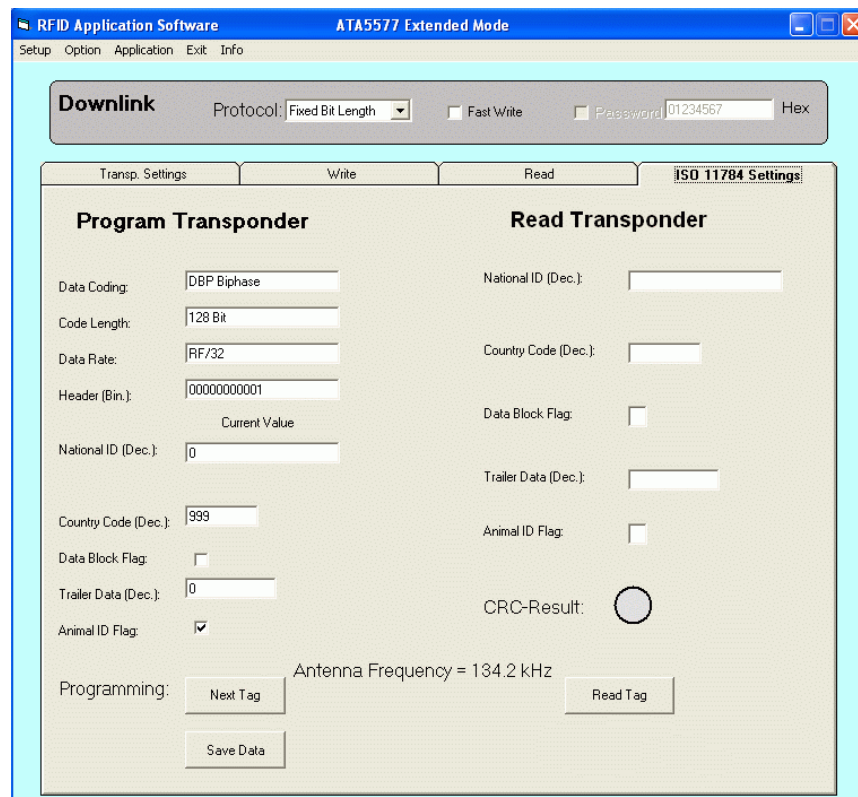 RFID Application Software ATA5577 Extended Mode
Setup Option Application Exit Info
Downlink Protocol: Fixed Bit Length Fast Write Password 01234567 Hex
Transp. Settings Write Read ISO 11784 Settings
Program Transponder
Data Coding: DBP Biphase
Code Length: 128 Bit
Data Rate: RF/32
Header (Bin.): 00000000001
Current Value
National ID (Dec.): 0
Country Code (Dec.): 999
Data Block Flag:
Trailer Data (Dec.): 0
Animal ID Flag:
Read Transponder
National ID (Dec.):
Country Code (Dec.):
Data Block Flag:
Trailer Data (Dec.):
Animal ID Flag:
CRC-Result:
Antenna Frequency = 134.2 kHz
Programming: Next Tag Read Tag
Save Data